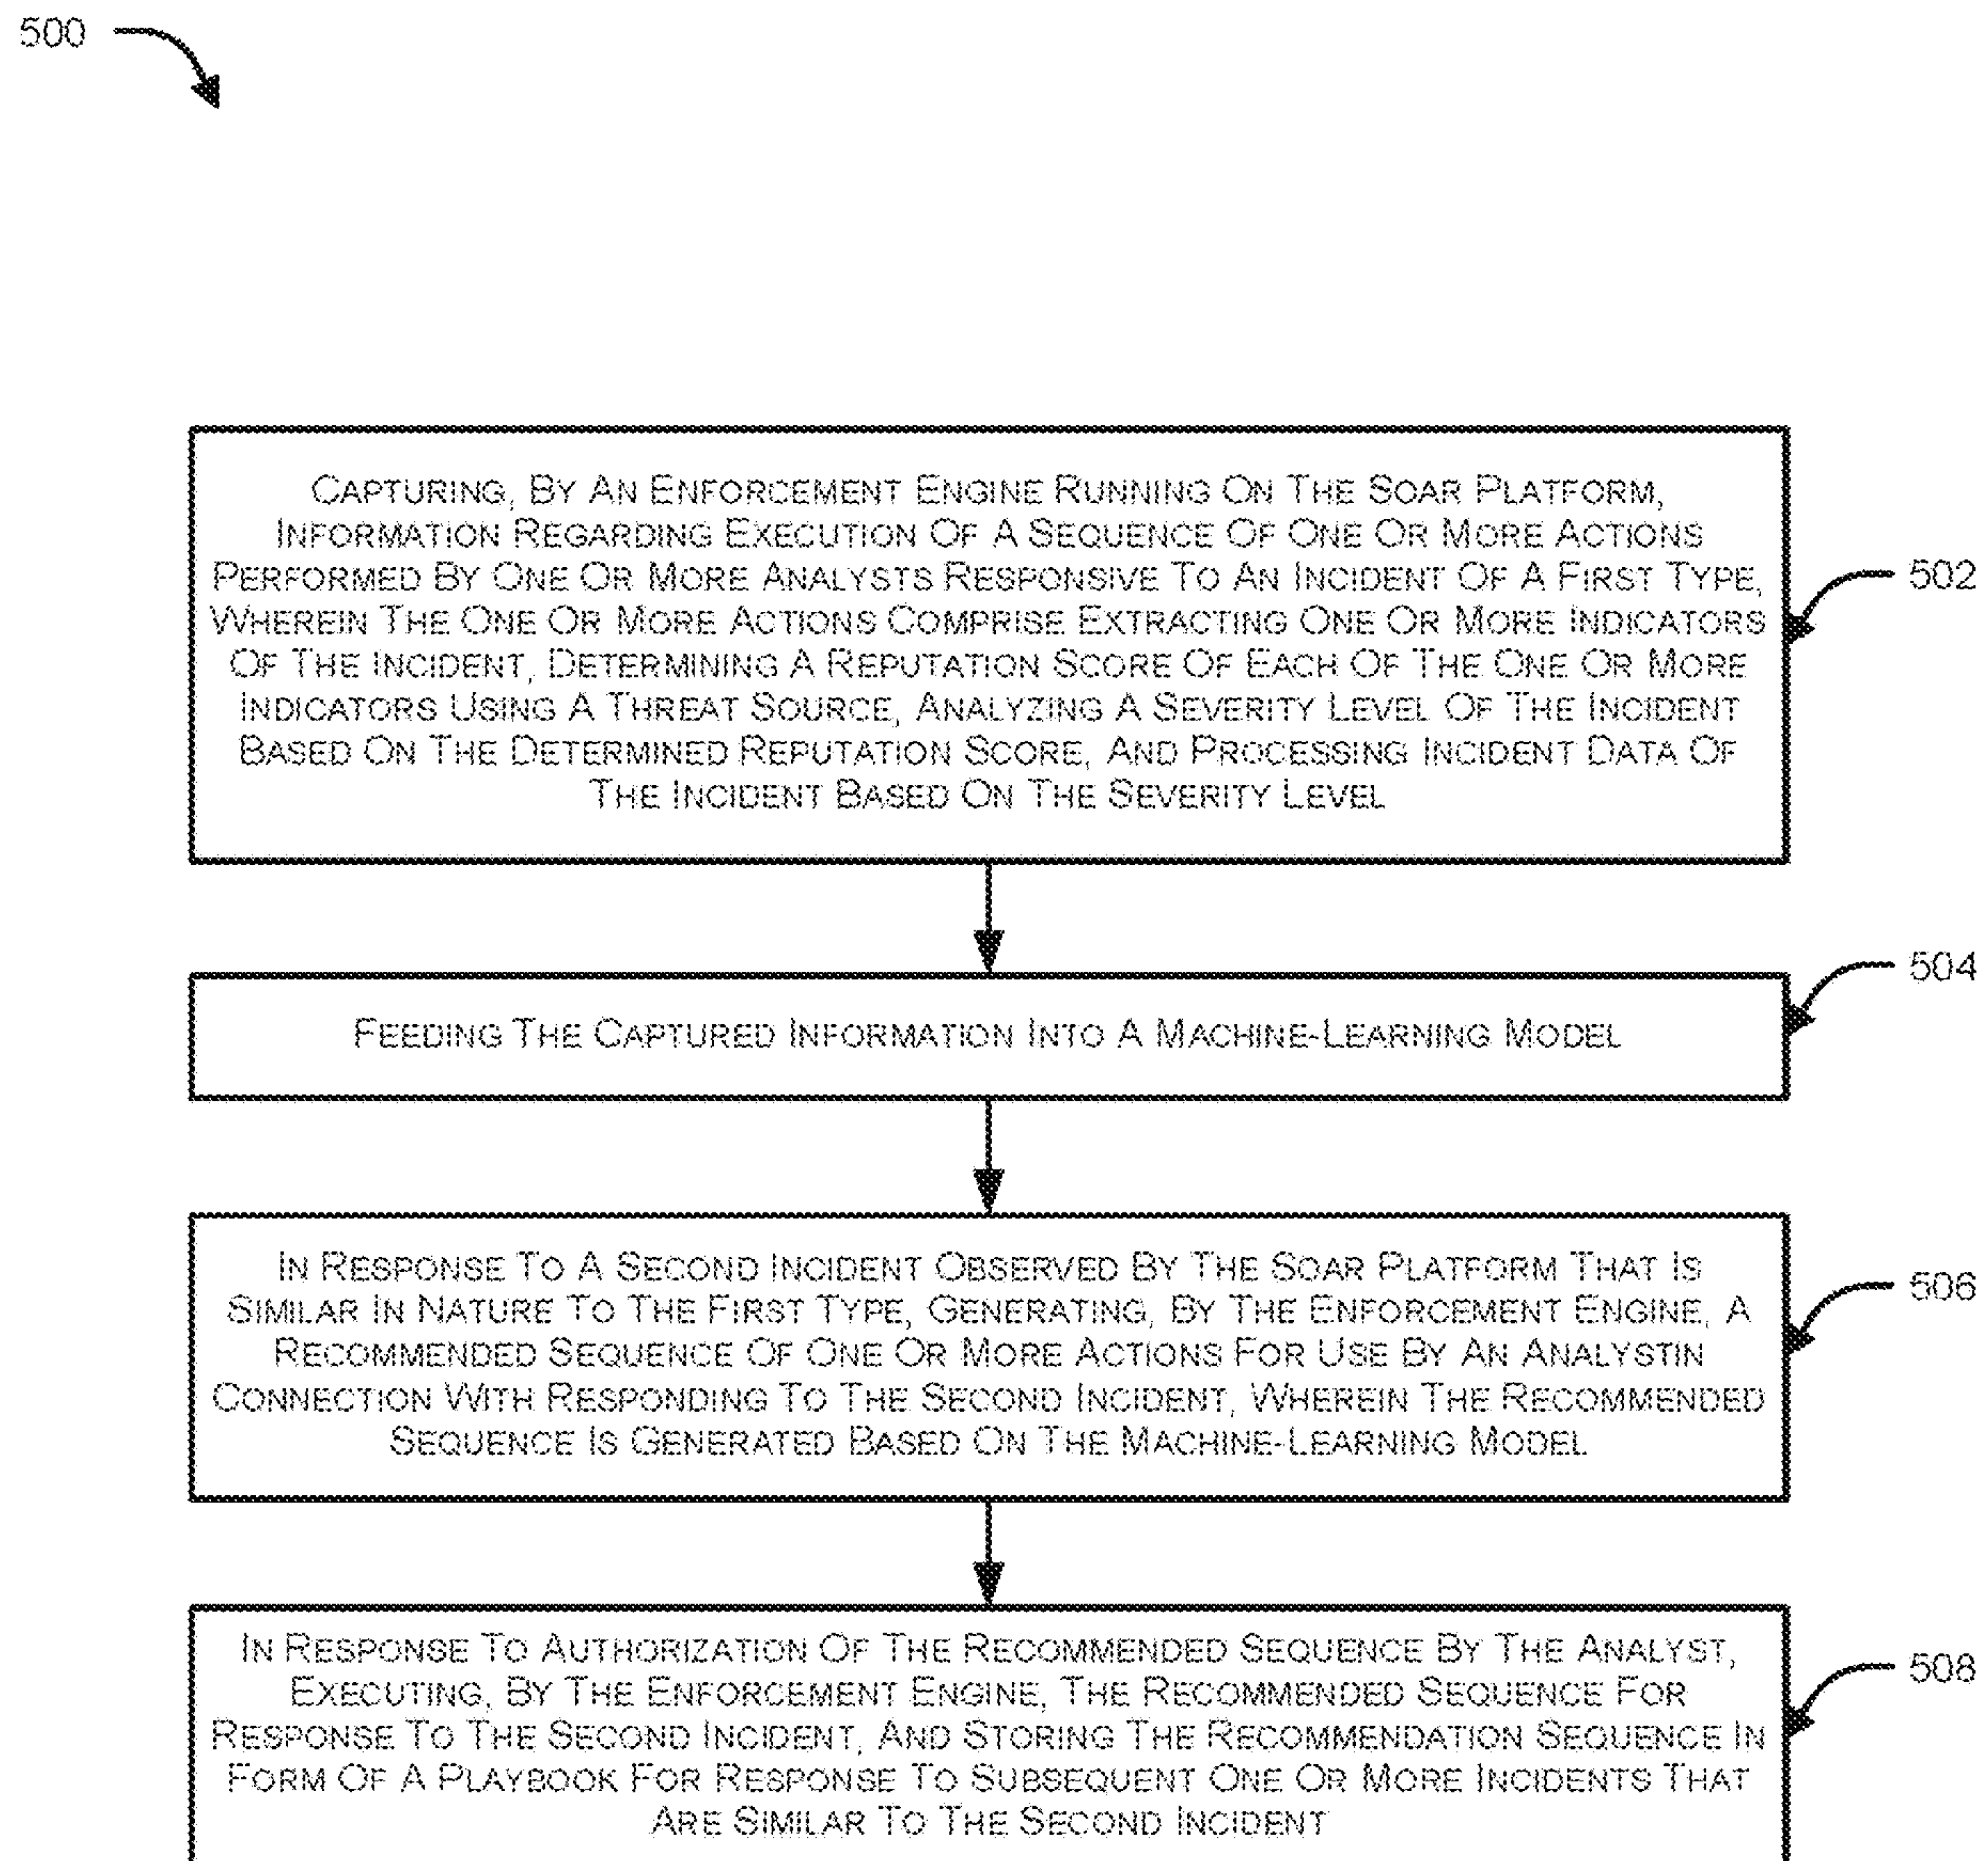 500
CAPTURING, BY AN ENFORCEMENT ENGINE RUNNING ON THE SOAR PLATFORM,
INFORMATION REGARDING EXECUTION OF A SEQUENCE OF ONE OR MORE ACTIONS
PERFORMED BY ONE OR MORE ANALYSTS RESPONSIVE TO AN INCIDENT OF A FIRST TYPE,
WHEREIN THE ONE OR MORE ACTIONS COMPRISE EXTRACTING ONE OR MORE INDICATORS
OF THE INCIDENT, DETERMINING A REPUTATION SCORE OF EACH OF THE ONE OR MORE
INDICATORS USING A THREAT SOURCE, ANALYZING A SEVERITY LEVEL OF THE INCIDENT
BASED ON THE DETERMINED REPUTATION SCORE, AND PROCESSING INCIDENT DATA OF
THE INCIDENT BASED ON THE SEVERITY LEVEL
502
FEEDING THE CAPTURED INFORMATION INTO A MACHINE-LEARNING MODEL
504
IN RESPONSE TO A SECOND INCIDENT OBSERVED BY THE SOAR PLATFORM THAT IS
SIMILAR IN NATURE TO THE FIRST TYPE, GENERATING, BY THE ENFORCEMENT ENGINE, A
RECOMMENDED SEQUENCE OF ONE OR MORE ACTIONS FOR USE BY AN ANALYSTIN
CONNECTION WITH RESPONDING TO THE SECOND INCIDENT, WHEREIN THE RECOMMENDED
SEQUENCE IS GENERATED BASED ON THE MACHINE-LEARNING MODEL
506
IN RESPONSE TO AUTHORIZATION OF THE RECOMMENDED SEQUENCE BY THE ANALYST,
EXECUTING, BY THE ENFORCEMENT ENGINE, THE RECOMMENDED SEQUENCE FOR
RESPONSE TO THE SECOND INCIDENT, AND STORING THE RECOMMENDATION SEQUENCE IN
FORM OF A PLAYBOOK FOR RESPONSE TO SUBSEQUENT ONE OR MORE INCIDENTS THAT
ARE SIMILAR TO THE SECOND INCIDENT
508